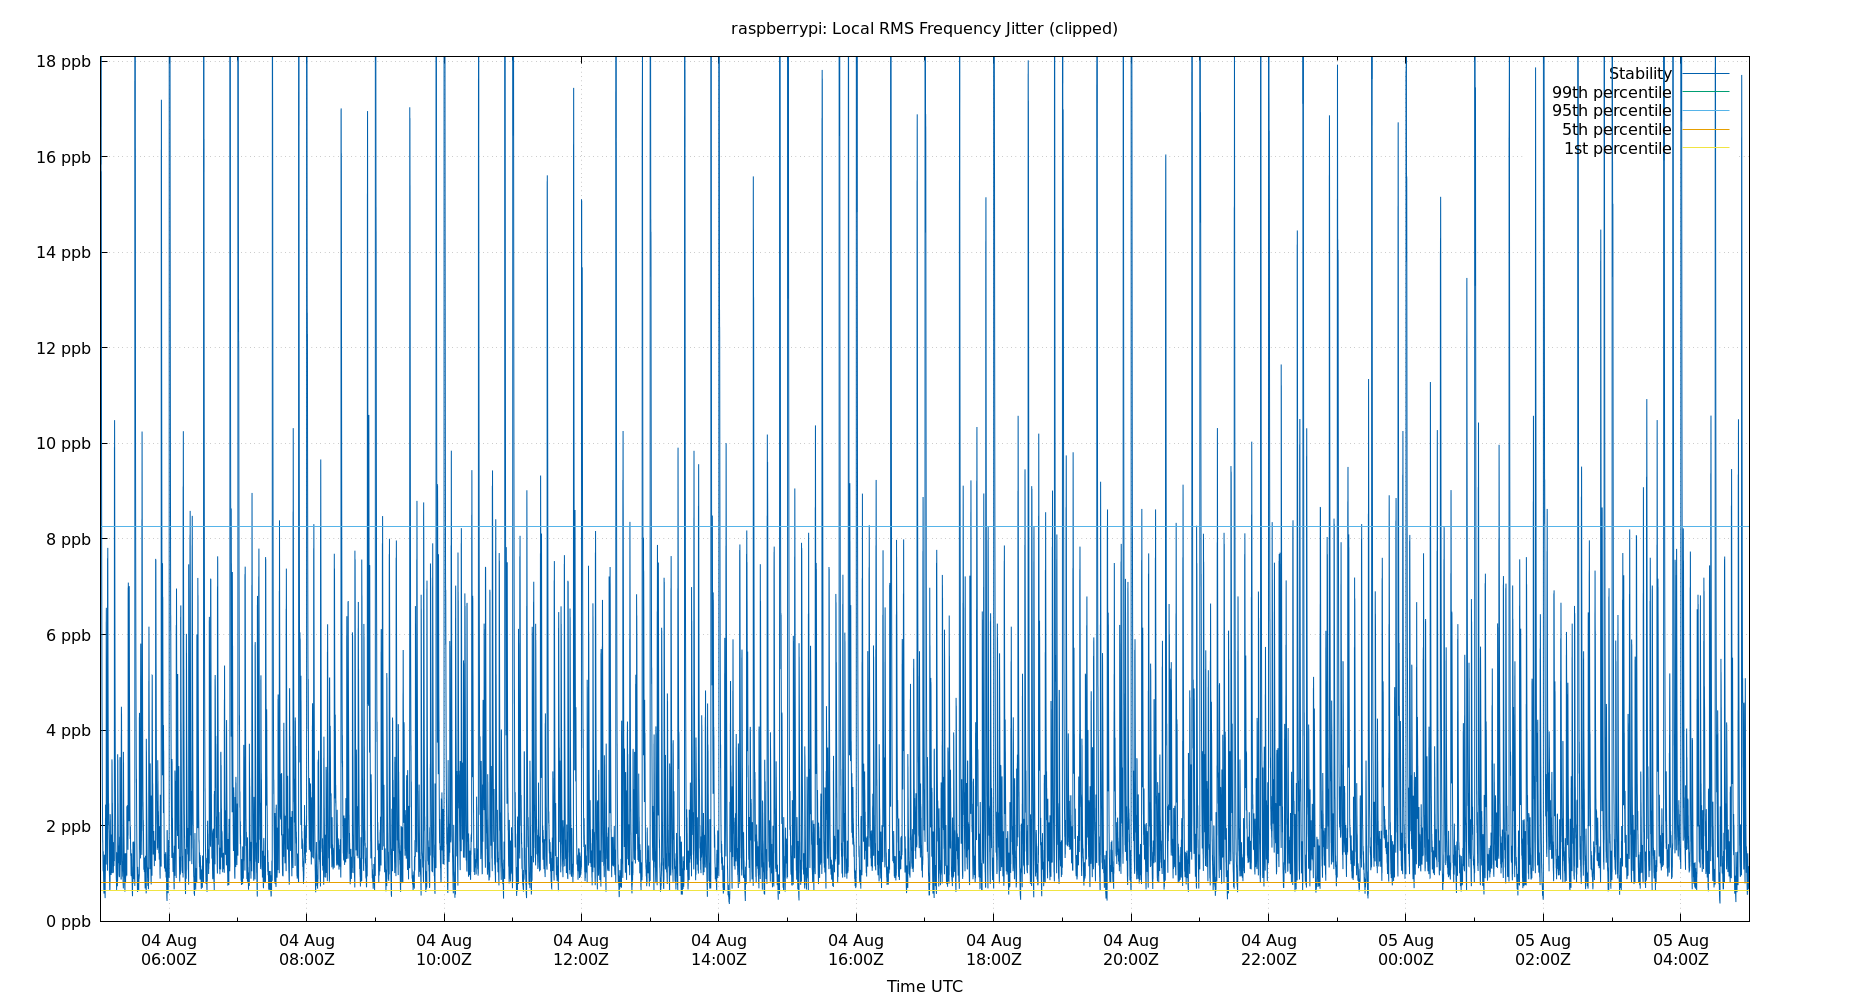 raspberrypi: Local RMS Frequency Jitter (clipped)
18 ppb
16 ppb
14 ppb
12 ppb
10 ppb
8 ppb
6 ppb
4 ppb
2 ppb
0 ppb
Stability
99th percentile
95th percentile
5th percentile
1st percentile
04 Aug 04 Aug 04 Aug 04 Aug 04 Aug 04 Aug 04 Aug 04 Aug 04 Aug 05 Aug 05 Aug 05 Aug
06:00Z 08:00Z 10:00Z 12:00Z 14:00Z 16:00Z 18:00Z 20:00Z 22:00Z 00:00Z 02:00Z 04:00Z
Time UTC